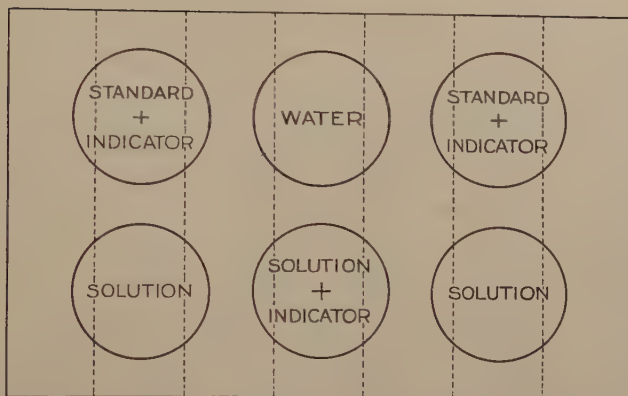 STANDARD
+
INDICATOR
WATER
STANDARD
+
INDICATOR
SOLUTION
SOLUTION
+
INDICATOR
SOLUTION